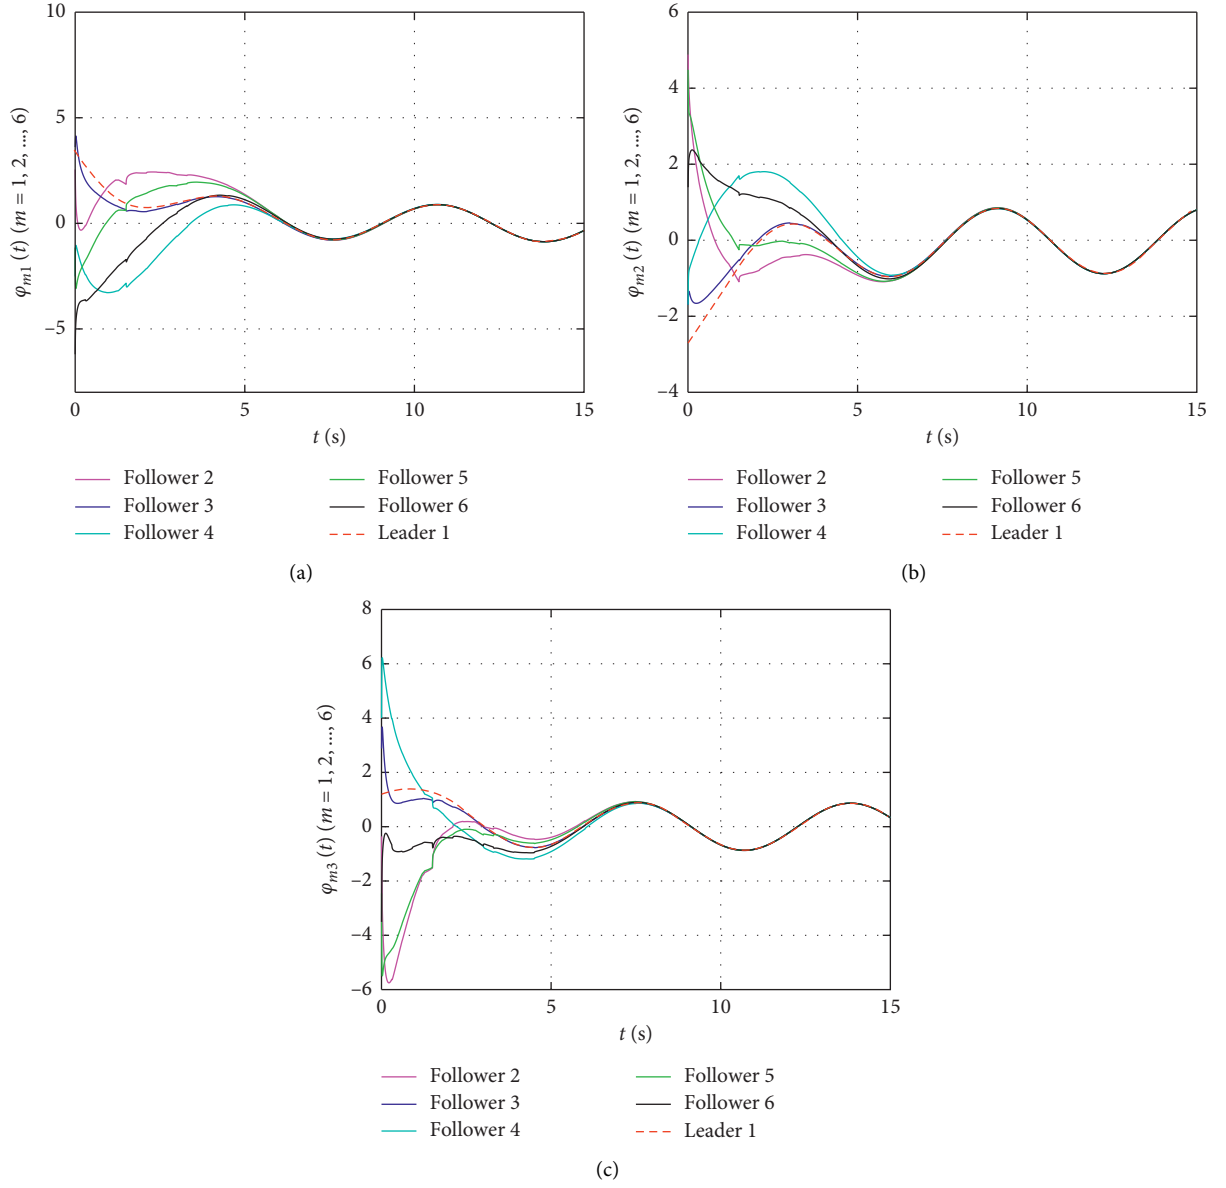 10
5
0
−5
0
5
10
15
φm1 (t) (m = 1, 2, ..., 6)
t (s)
Follower 2
Follower 3
Follower 4
Follower 5
Follower 6
Leader 1
(a)
6
4
2
0
−2
−4
0
5
10
15
φm2 (t) (m = 1, 2, ..., 6)
t (s)
Follower 2
Follower 3
Follower 4
Follower 5
Follower 6
Leader 1
(b)
8
6
4
2
0
−2
−4
−6
0
5
10
15
φm3 (t) (m = 1, 2, ..., 6)
t (s)
Follower 2
Follower 3
Follower 4
Follower 5
Follower 6
Leader 1
(c)